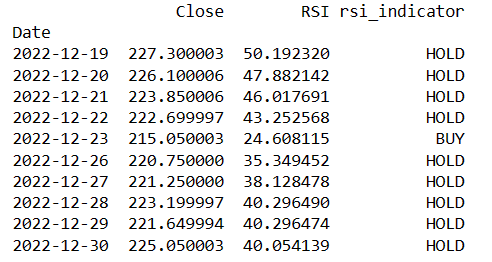 Close RSI rsi_indicator
Date
2022-12-19 227.300003 50.192320 HOLD
2022-12-20 226.100006 47.882142 HOLD
2022-12-21 223.850006 46.017691 HOLD
2022-12-22 222.699997 43.252568 HOLD
2022-12-23 215.050003 24.608115 BUY
2022-12-26 220.750000 35.349452 HOLD
2022-12-27 221.250000 38.128478 HOLD
2022-12-28 223.199997 40.296490 HOLD
2022-12-29 221.649994 40.296474 HOLD
2022-12-30 225.050003 40.054139 HOLD